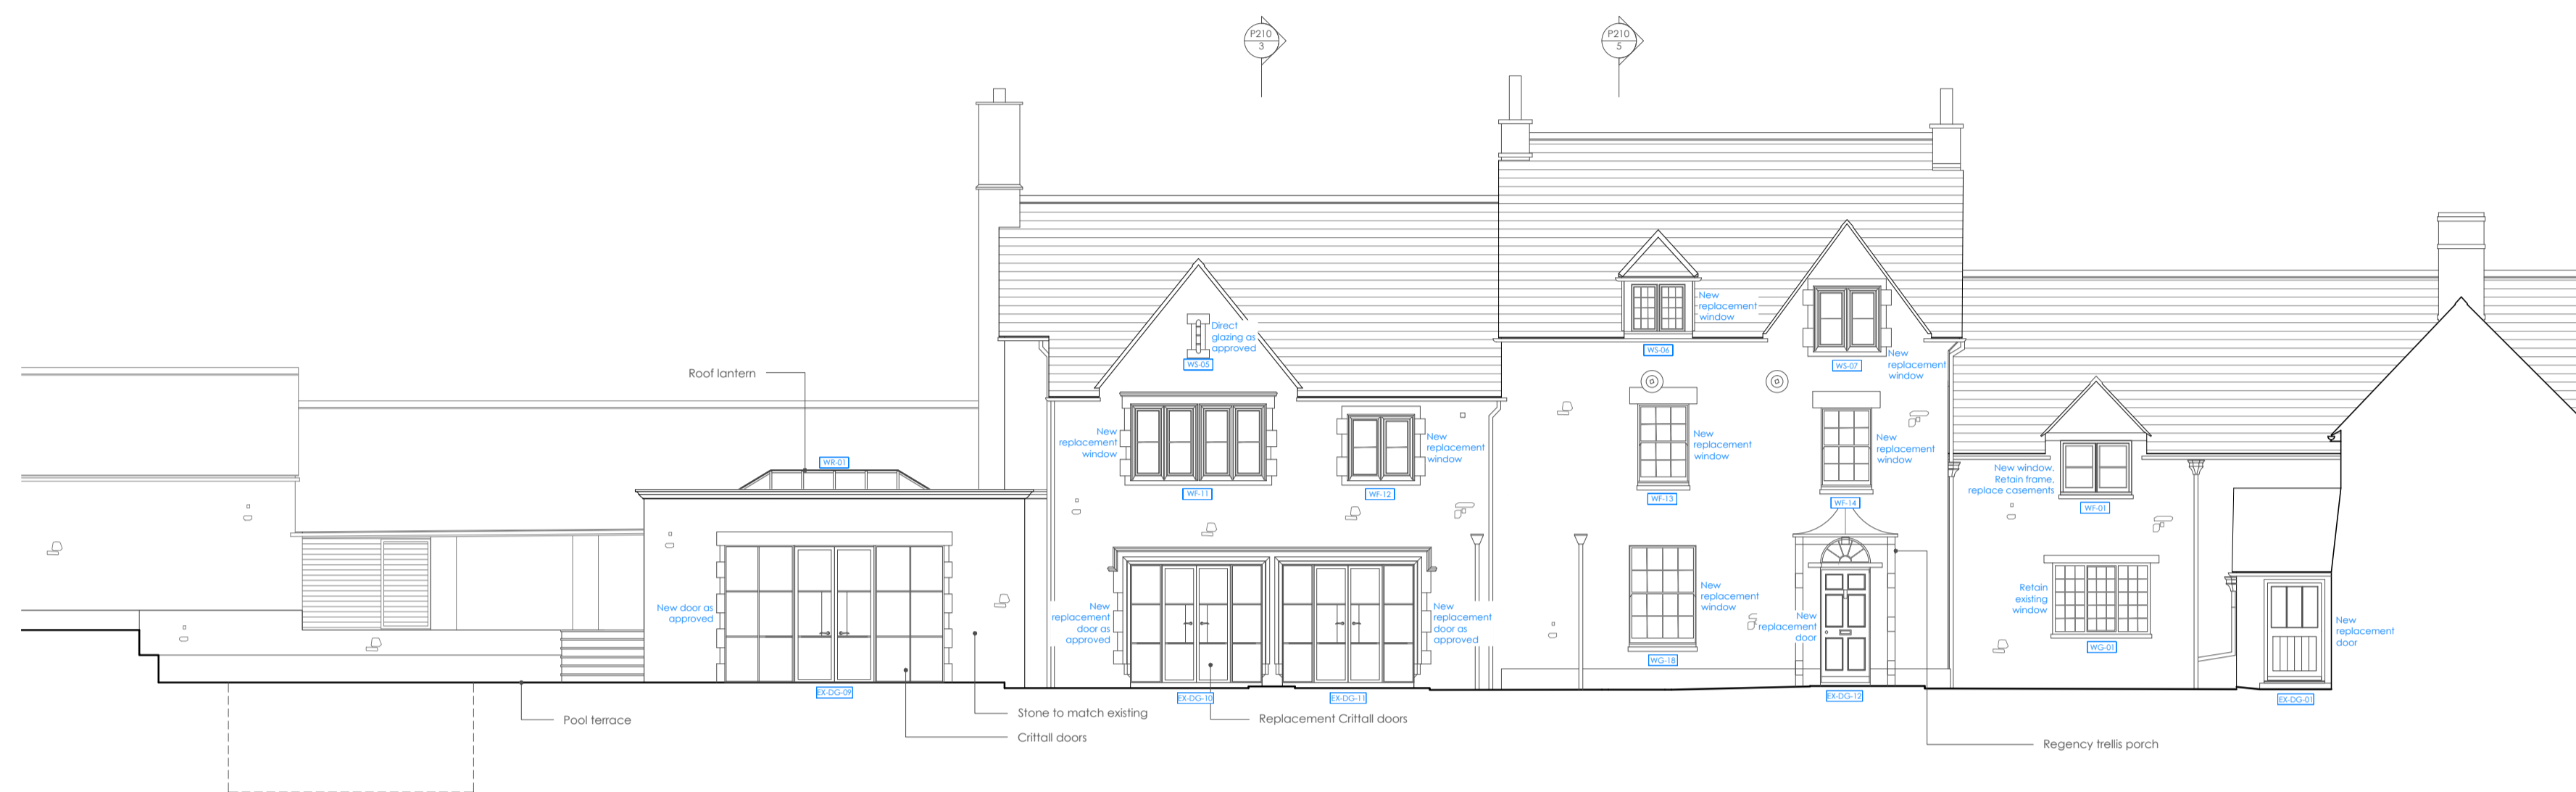 P210
3
P210
5
Roof lantern
WR-01
New door as
approved
EX-DG-09
Pool terrace
Stone to match existing
Crittall doors
Direct
glazing as
approved
WS-05
New
replacement
window
WF-11
New
replacement
window
WF-12
New
replacement
door as
approved
EX-DG-10
New
replacement
door as
approved
EX-DG-11
Replacement Crittall doors
New
replacement
window
WS-06
New
replacement
window
WS-07
New
replacement
window
WF-13
New
replacement
window
WF-14
New
replacement
window
WG-18
New
replacement
door
EX-DG-12
Regency trellis porch
New window,
Retain frame,
replace casements
WF-01
Retain
existing
window
WG-01
New
replacement
door
EX-DG-01